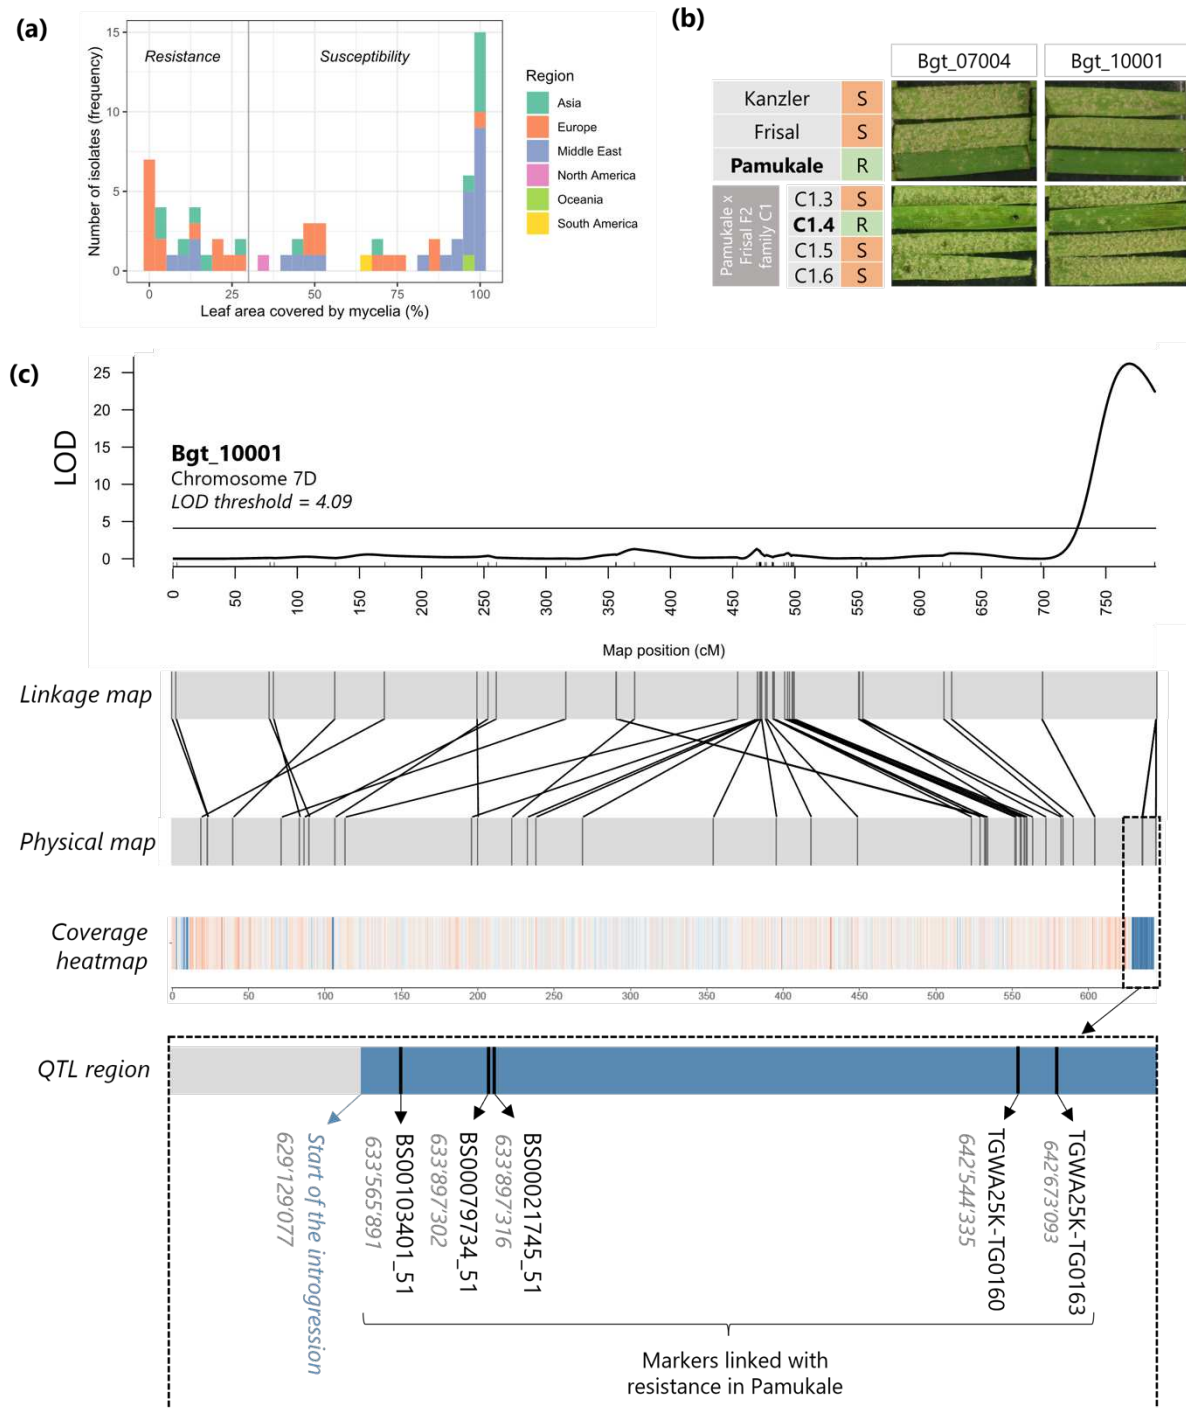 (a)
Resistance
Susceptibility
Number of isolates (frequency)
15
10
5
0
0
25
50
75
100
Leaf area covered by mycelia (%)
Region
Asia
Europe
Middle East
North America
Oceania
South America
(b)
Bgt_07004
Bgt_10001
Kanzler
S
Frisal
S
Pamukale
R
Pamukale x
Frisal F2
family C1
C1.3
S
C1.4
R
C1.5
S
C1.6
S
(c)
LOD
25
20
15
10
5
0
Bgt_10001
Chromosome 7D
LOD threshold = 4.09
0
50
100
150
200
250
300
350
400
450
500
550
600
650
700
750
Map position (cM)
Linkage map
Physical map
Coverage
heatmap
0
50
100
150
200
250
300
350
400
450
500
550
600
QTL region
Start of the introgression
629'129'077
BS00103401_51
633'565'891
BS00079734_51
633'897'302
BS00021745_51
633'897'316
TGWA25K-TG0160
642'544'335
TGWA25K-TG0163
642'673'093
Markers linked with
resistance in Pamukale